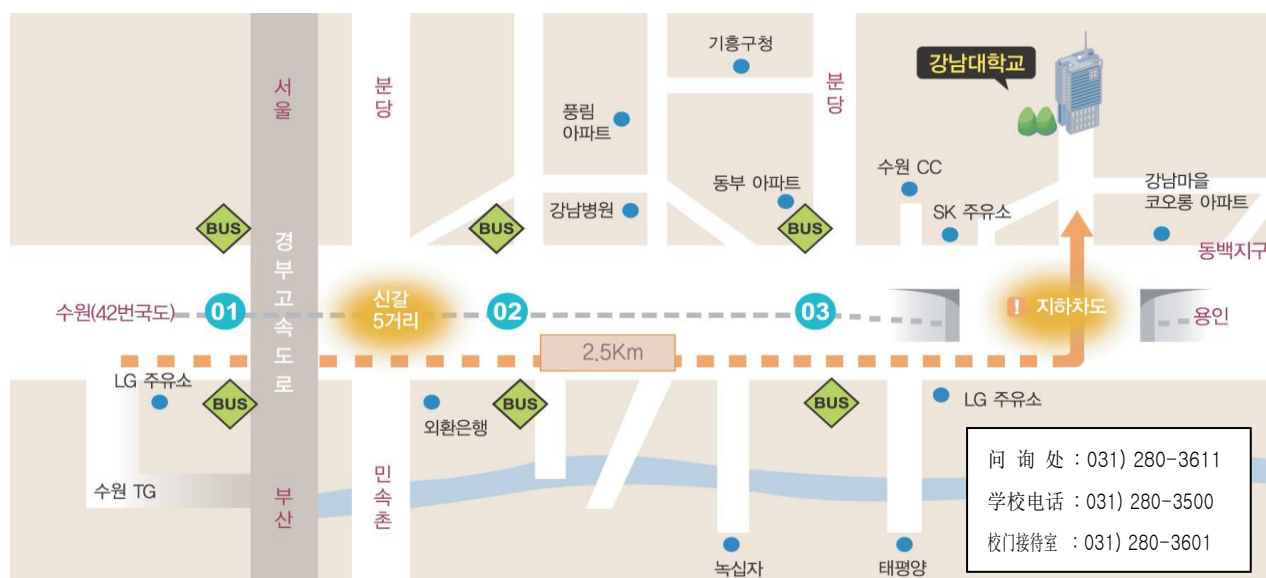 기흥구청
강남대학교
서울
분당
분당
풍림
아파트
수원 CC
동부 아파트
강남마을
코오롱 아파트
강남병원
SK 주유소
BUS
BUS
BUS
동백지구
경부고속도로
신갈
5거리
수원(42번국도)
01
02
03
! 지하차도
용인
2.5Km
LG 주유소
BUS
BUS
BUS
LG 주유소
외환은행
수원 TG
부산
민속촌
녹십자
태평양
问 询 处 : 031) 280-3611
学校电话 : 031) 280-3500
校门接待室 : 031) 280-3601